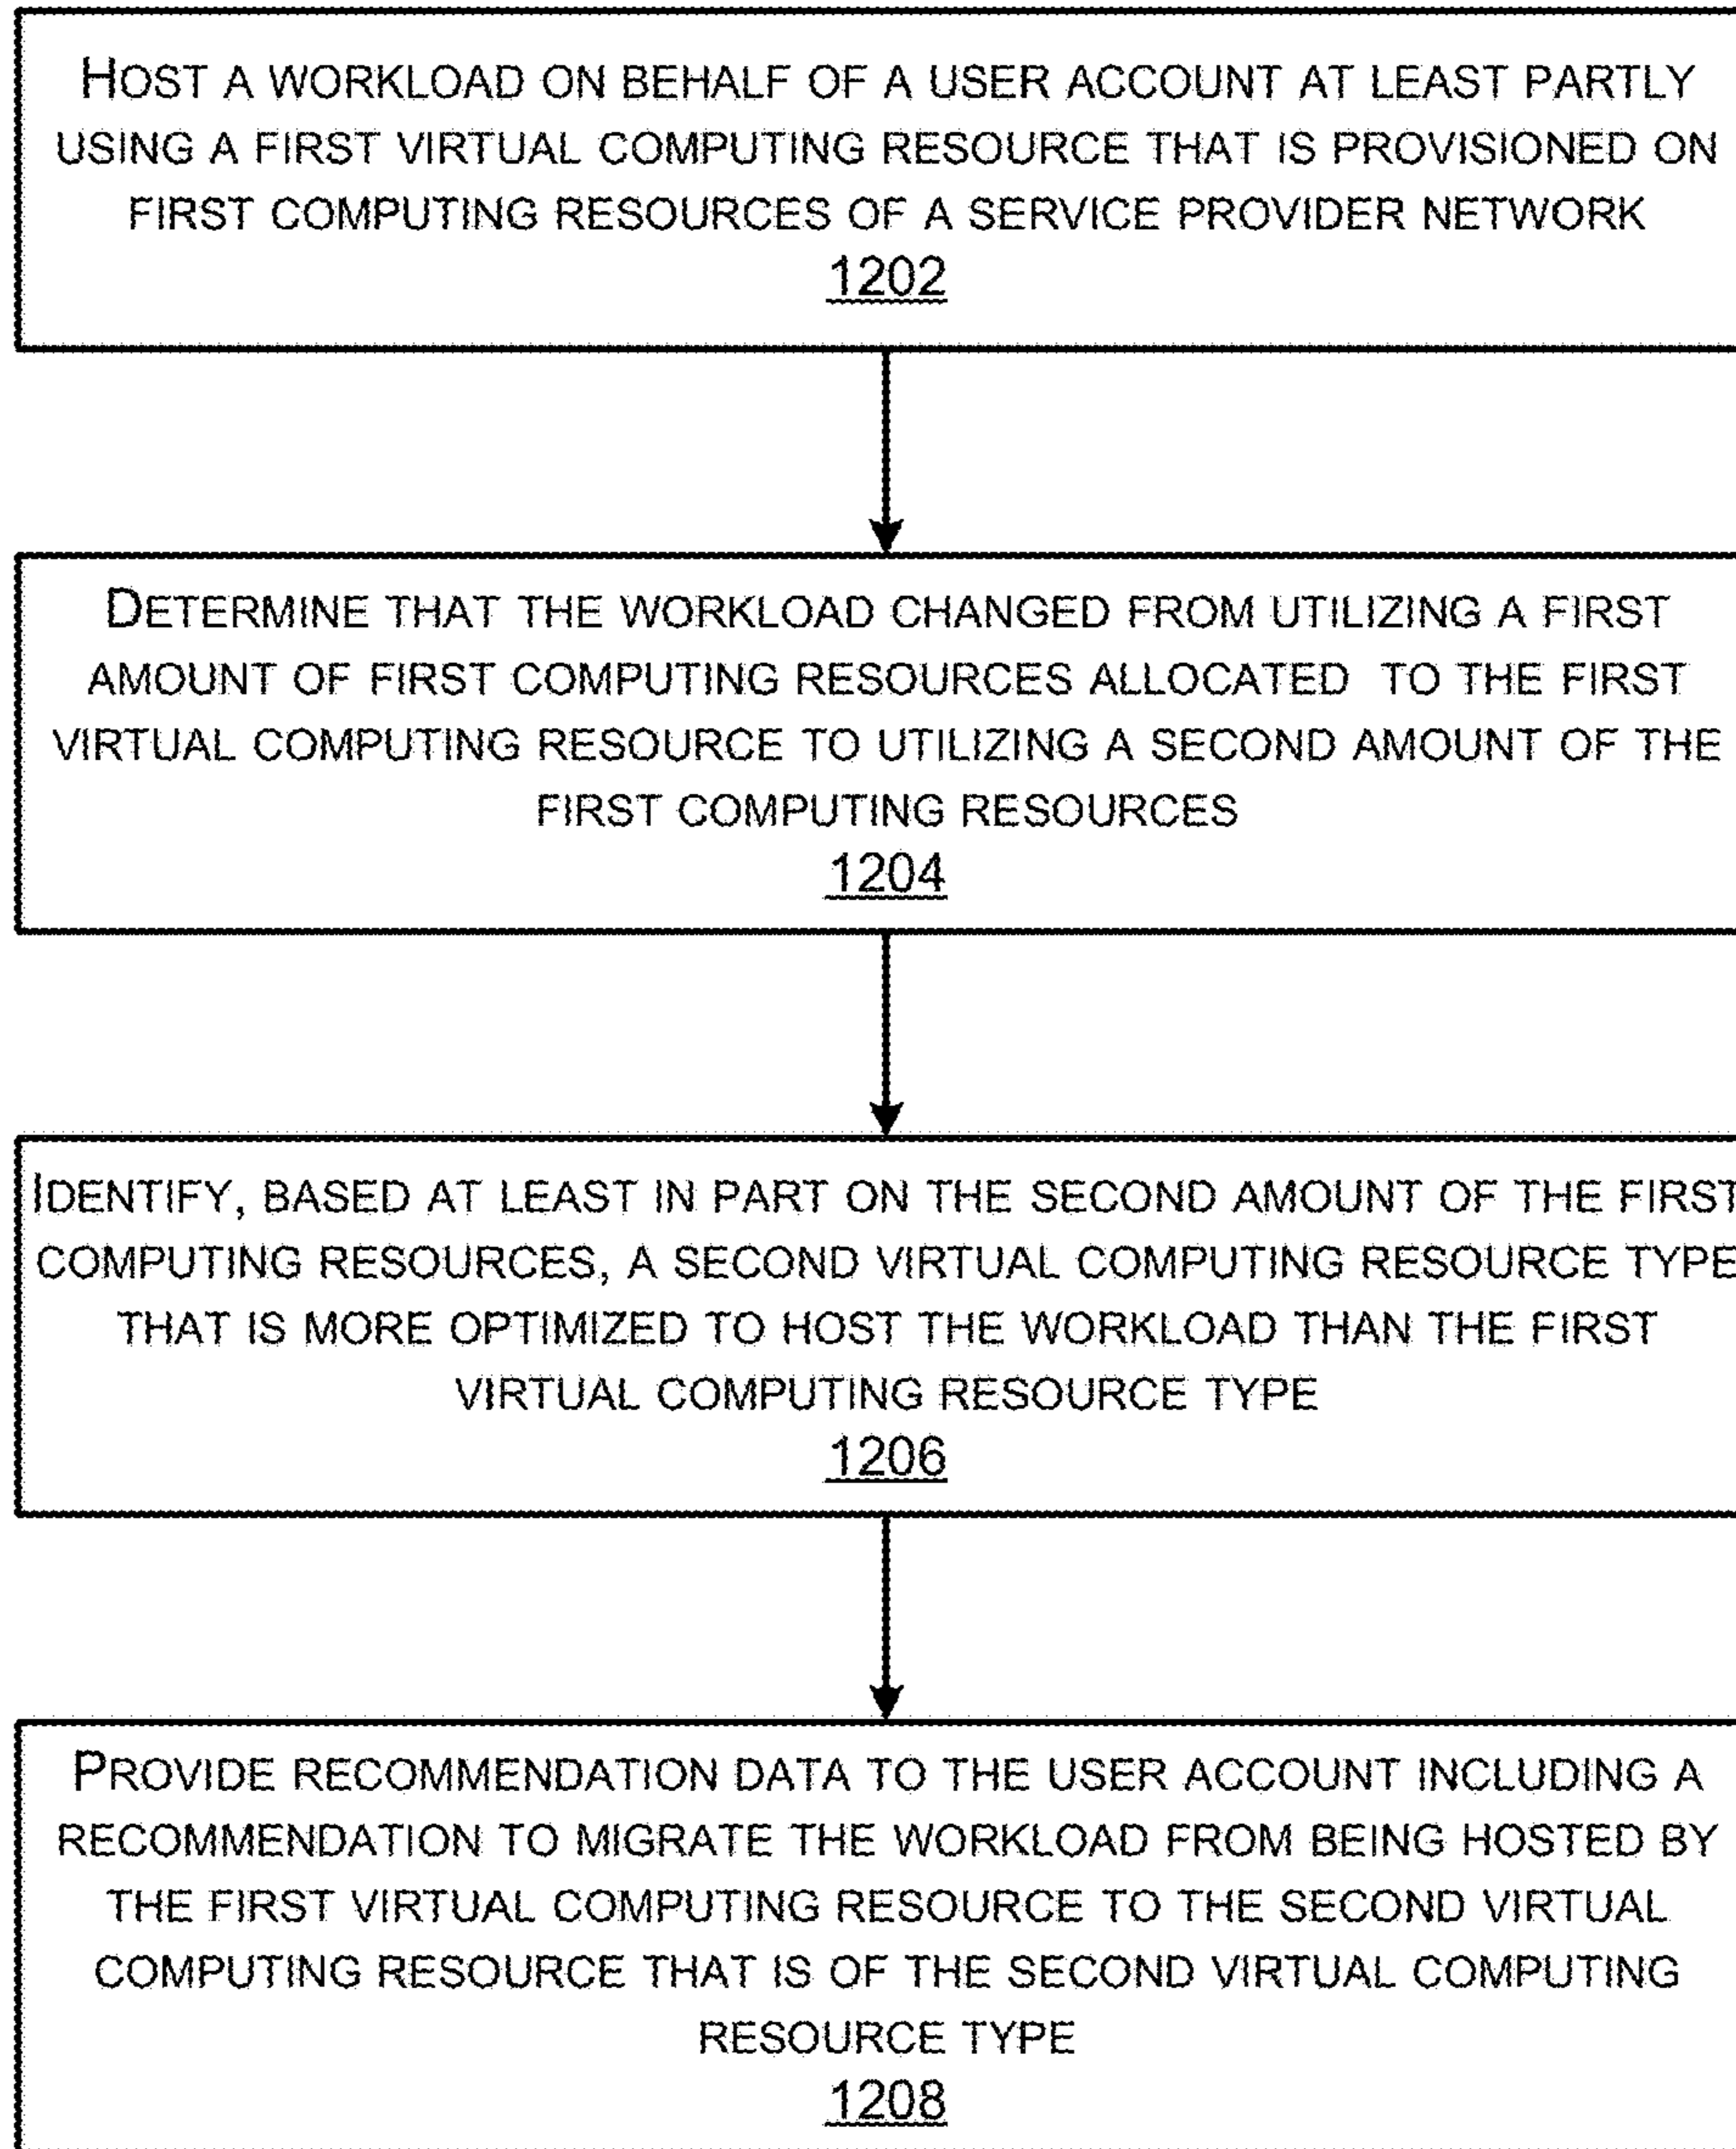 HOST A WORKLOAD ON BEHALF OF A USER ACCOUNT AT LEAST PARTLY
USING A FIRST VIRTUAL COMPUTING RESOURCE THAT IS PROVISIONED ON
FIRST COMPUTING RESOURCES OF A SERVICE PROVIDER NETWORK
1202
DETERMINE THAT THE WORKLOAD CHANGED FROM UTILIZING A FIRST
AMOUNT OF FIRST COMPUTING RESOURCES ALLOCATED TO THE FIRST
VIRTUAL COMPUTING RESOURCE TO UTILIZING A SECOND AMOUNT OF THE
FIRST COMPUTING RESOURCES
1204
IDENTIFY, BASED AT LEAST IN PART ON THE SECOND AMOUNT OF THE FIRST
COMPUTING RESOURCES, A SECOND VIRTUAL COMPUTING RESOURCE TYPE
THAT IS MORE OPTIMIZED TO HOST THE WORKLOAD THAN THE FIRST
VIRTUAL COMPUTING RESOURCE TYPE
1206
PROVIDE RECOMMENDATION DATA TO THE USER ACCOUNT INCLUDING A
RECOMMENDATION TO MIGRATE THE WORKLOAD FROM BEING HOSTED BY
THE FIRST VIRTUAL COMPUTING RESOURCE TO THE SECOND VIRTUAL
COMPUTING RESOURCE THAT IS OF THE SECOND VIRTUAL COMPUTING
RESOURCE TYPE
1208